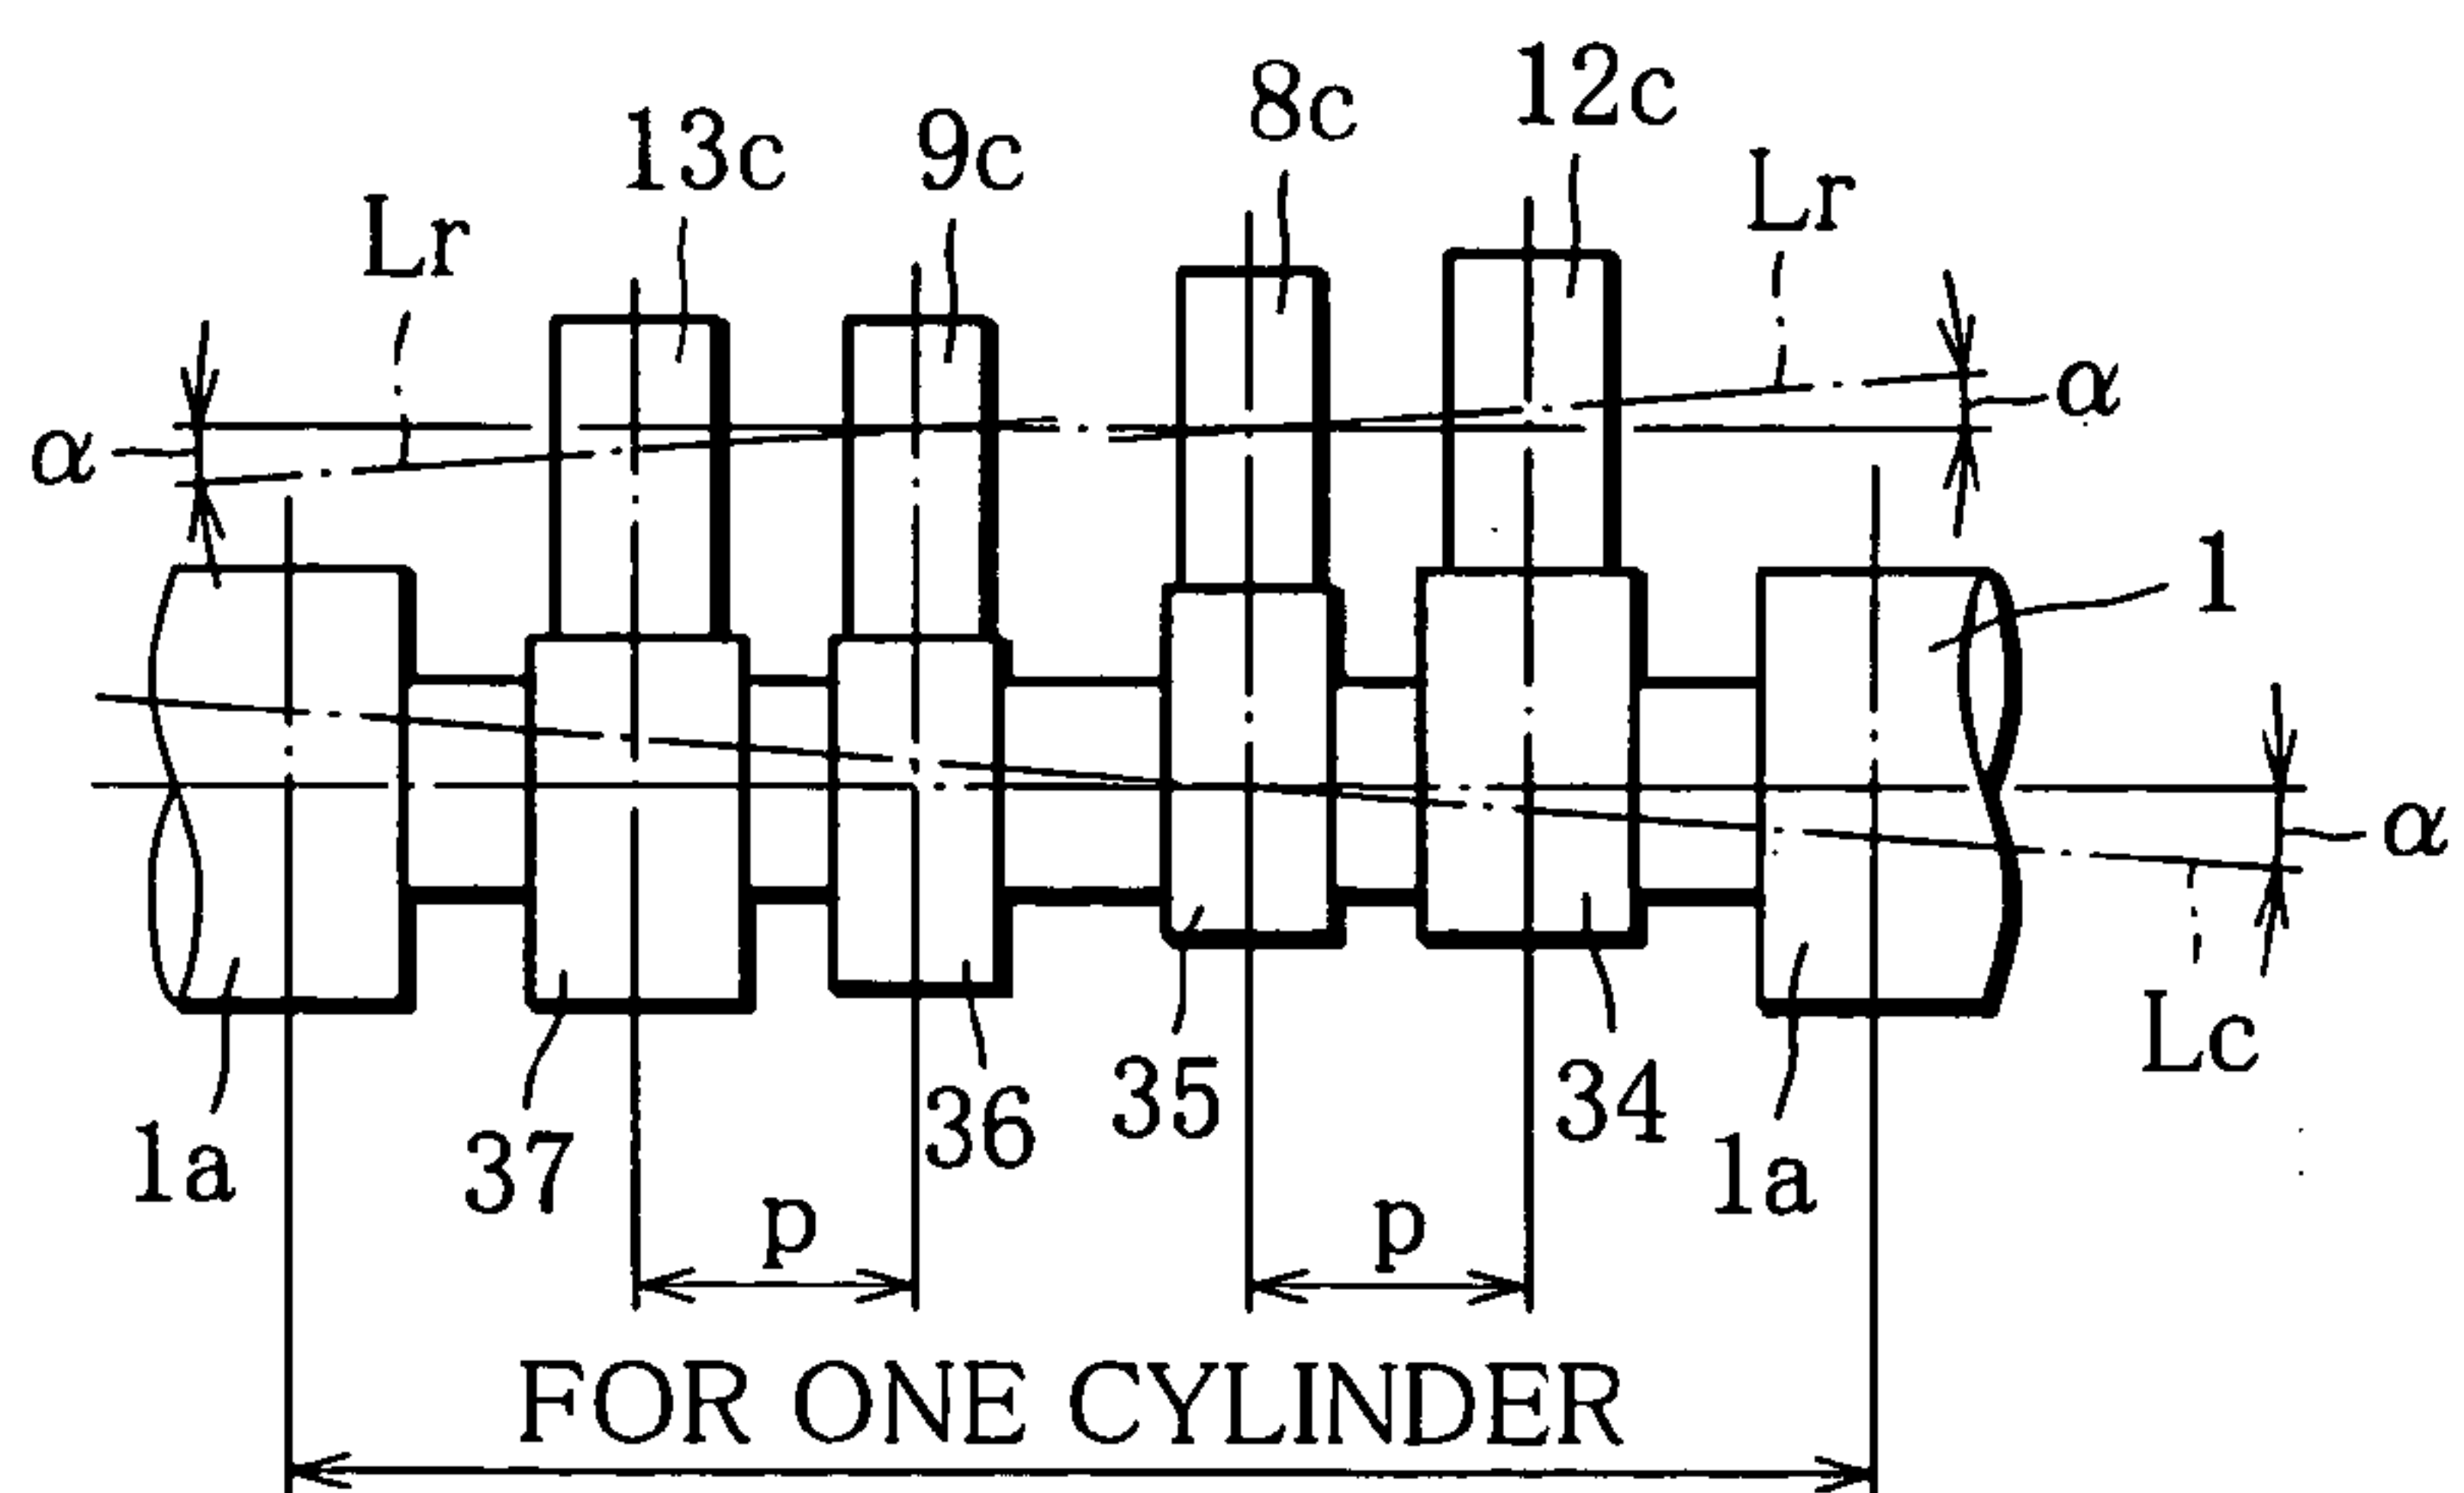 13c 9c 8c 12c
Lr Lr
α α
1
α
Lc
1a 37 36 35 34 1a
p p
FOR ONE CYLINDER